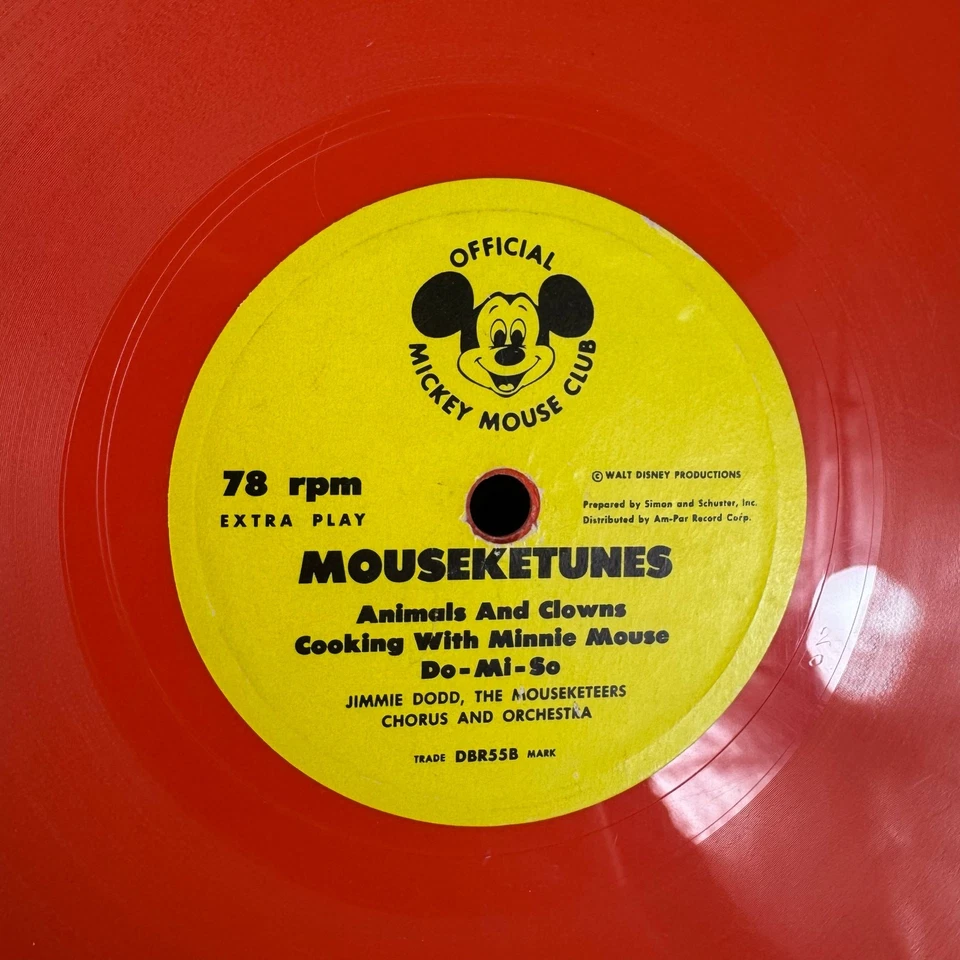 OFFICIAL
MICKEY MOUSE CLUB
78 rpm
EXTRA PLAY
© WALT DISNEY PRODUCTIONS
Prepared by Simon and Schuster, Inc.
Distributed by Am-Par Record Corp.
MOUSEKETUNES
Animals And Clowns
Cooking With Minnie Mouse
Do-Mi-So
JIMMIE DODD, THE MOUSEKETEERS
CHORUS AND ORCHESTRA
TRADE DBR55B MARK